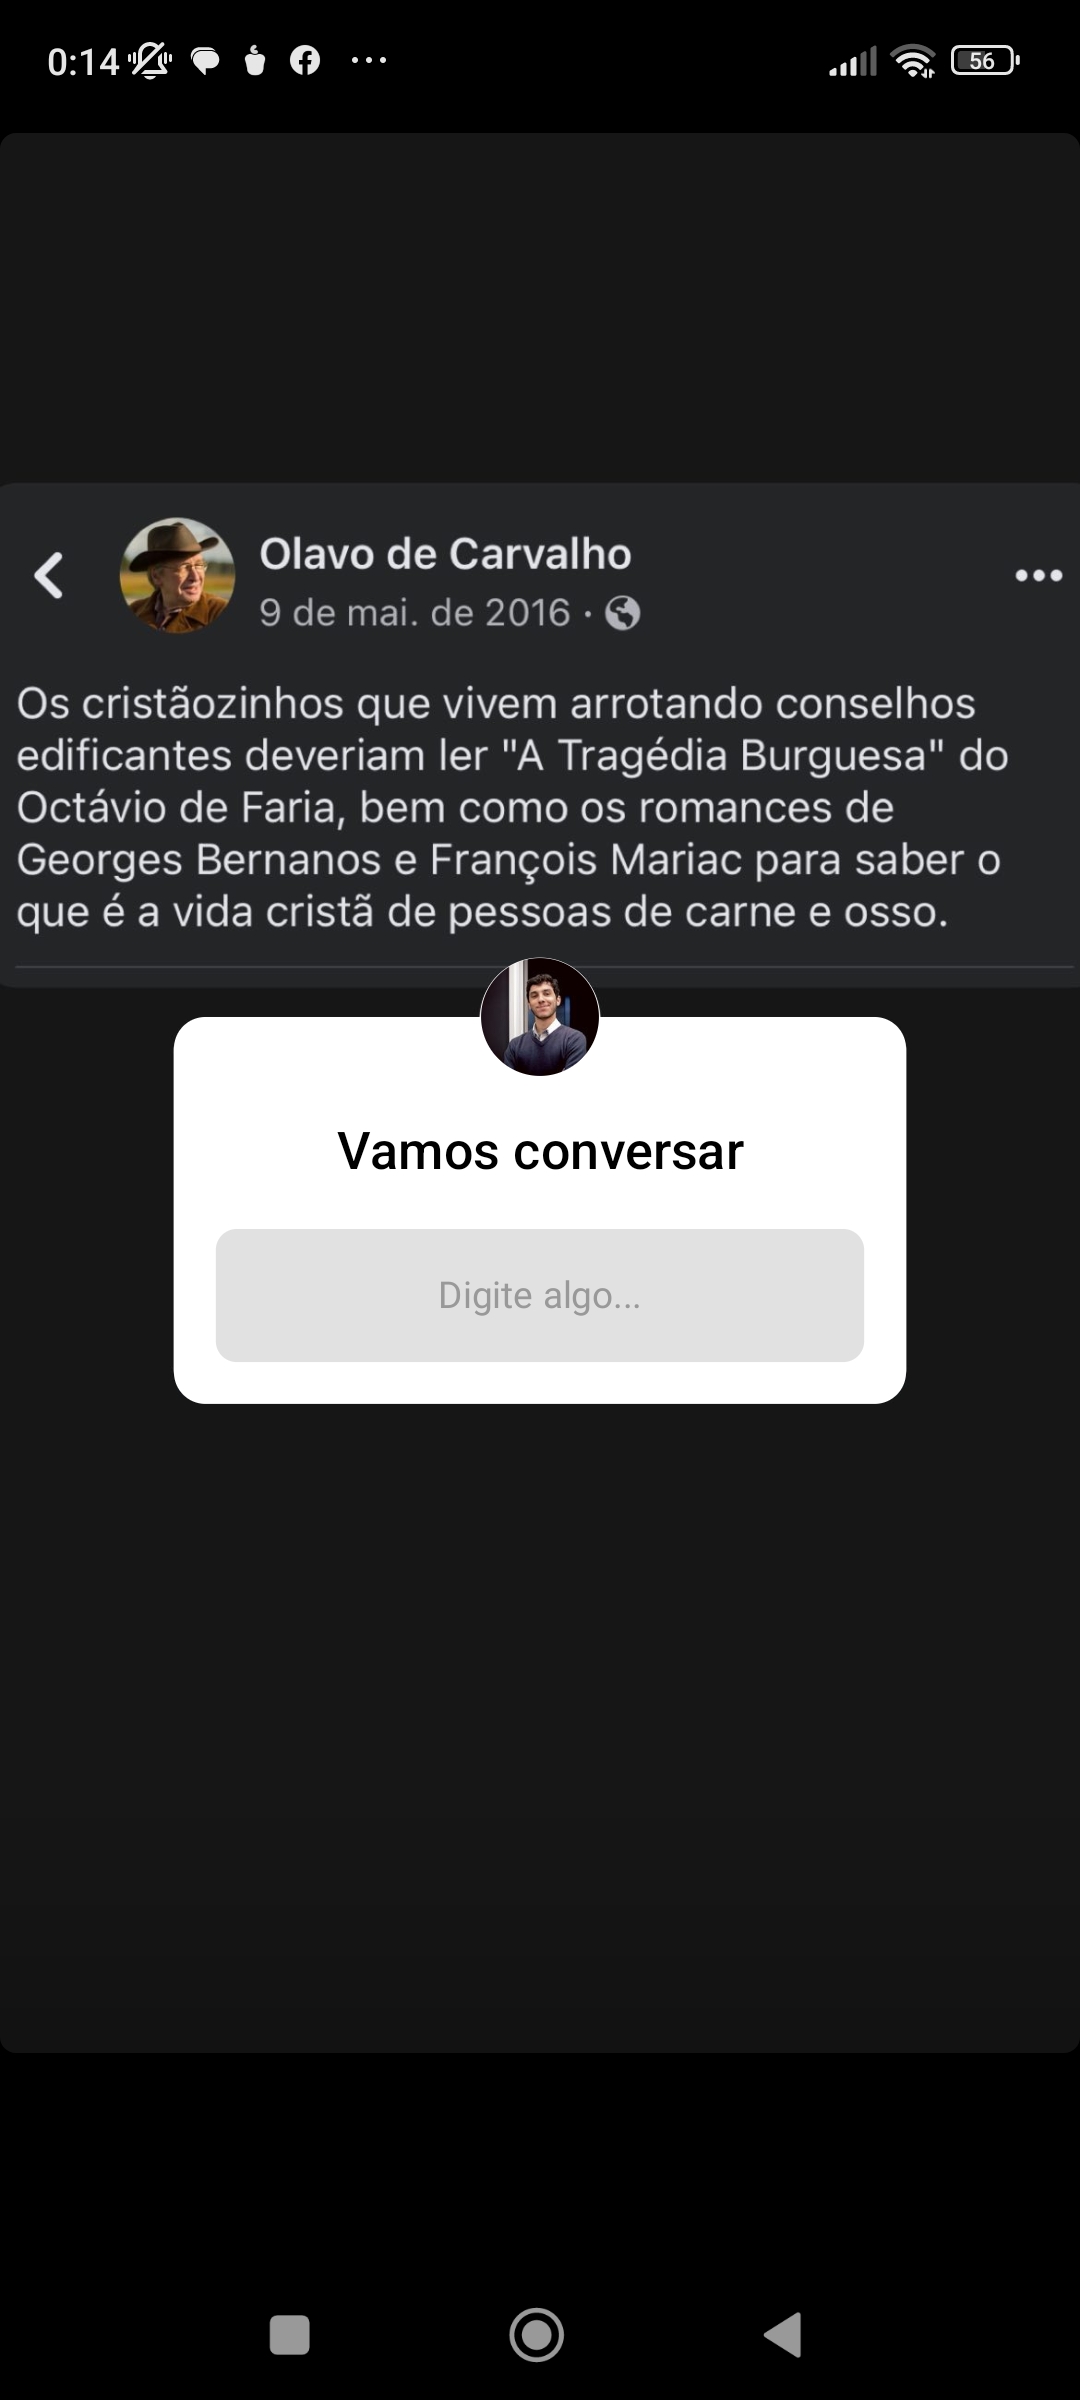 0:14
56
Olavo de Carvalho
9 de mai. de 2016 ·
Os cristãozinhos que vivem arrotando conselhos
edificantes deveriam ler "A Tragédia Burguesa" do
Octávio de Faria, bem como os romances de
Georges Bernanos e François Mariac para saber o
que é a vida cristã de pessoas de carne e osso.
Vamos conversar
Digite algo...